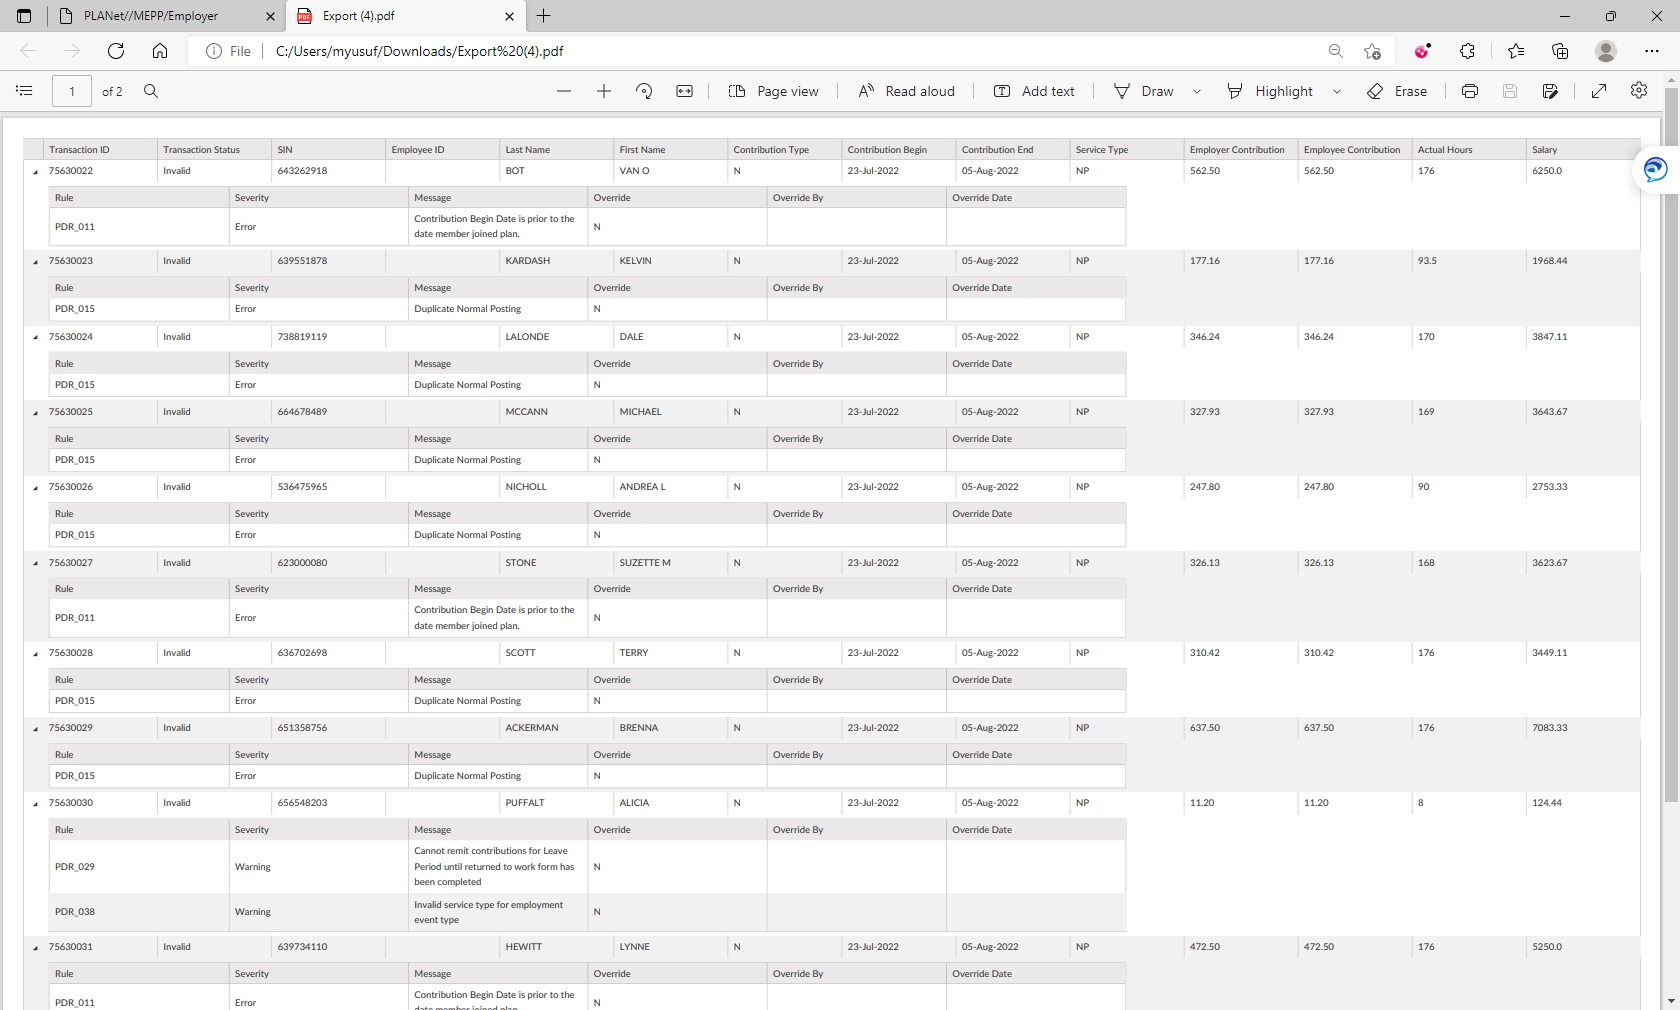 PLANet//MEPP/Employer
Export (4).pdf
File
C:/Users/myusuf/Downloads/Export%20(4).pdf
1 of 2
Page view
Read aloud
Add text
Draw
Highlight
Erase
Transaction ID Transaction Status SIN Employee ID Last Name First Name Contribution Type Contribution Begin Contribution End Service Type Employer Contribution Employee Contribution Actual Hours Salary
75630022 Invalid 643262918 BOT VAN O N 23-Jul-2022 05-Aug-2022 NP 562.50 562.50 176 6250.0
Rule Severity Message Override Override By Override Date
PDR_011 Error Contribution Begin Date is prior to the
date member joined plan. N
75630023 Invalid 639551878 KARDASH KELVIN N 23-Jul-2022 05-Aug-2022 NP 177.16 177.16 93.5 1968.44
Rule Severity Message Override Override By Override Date
PDR_015 Error Duplicate Normal Posting N
75630024 Invalid 738819119 LALONDE DALE N 23-Jul-2022 05-Aug-2022 NP 346.24 346.24 170 3847.11
Rule Severity Message Override Override By Override Date
PDR_015 Error Duplicate Normal Posting N
75630025 Invalid 664678489 MCCANN MICHAEL N 23-Jul-2022 05-Aug-2022 NP 327.93 327.93 169 3643.67
Rule Severity Message Override Override By Override Date
PDR_015 Error Duplicate Normal Posting N
75630026 Invalid 536475965 NICHOLL ANDREA L N 23-Jul-2022 05-Aug-2022 NP 247.80 247.80 90 2753.33
Rule Severity Message Override Override By Override Date
PDR_015 Error Duplicate Normal Posting N
75630027 Invalid 623000080 STONE SUZETTE M N 23-Jul-2022 05-Aug-2022 NP 326.13 326.13 168 3623.67
Rule Severity Message Override Override By Override Date
PDR_011 Error Contribution Begin Date is prior to the
date member joined plan. N
75630028 Invalid 636702698 SCOTT TERRY N 23-Jul-2022 05-Aug-2022 NP 310.42 310.42 176 3449.11
Rule Severity Message Override Override By Override Date
PDR_015 Error Duplicate Normal Posting N
75630029 Invalid 651358756 ACKERMAN BRENNA N 23-Jul-2022 05-Aug-2022 NP 637.50 637.50 176 7083.33
Rule Severity Message Override Override By Override Date
PDR_015 Error Duplicate Normal Posting N
75630030 Invalid 656548203 PUFFALT ALICIA N 23-Jul-2022 05-Aug-2022 NP 11.20 11.20 8 124.44
Rule Severity Message Override Override By Override Date
Cannot remit contributions for Leave
PDR_029 Warning Period until returned to work form has N
been completed
PDR_038 Warning Invalid service type for employment
event type N
75630031 Invalid 639734110 HEWITT LYNNE N 23-Jul-2022 05-Aug-2022 NP 472.50 472.50 176 5250.0
Rule Severity Message Override Override By Override Date
PDR_011 Error Contribution Begin Date is prior to the
date member joined plan. N